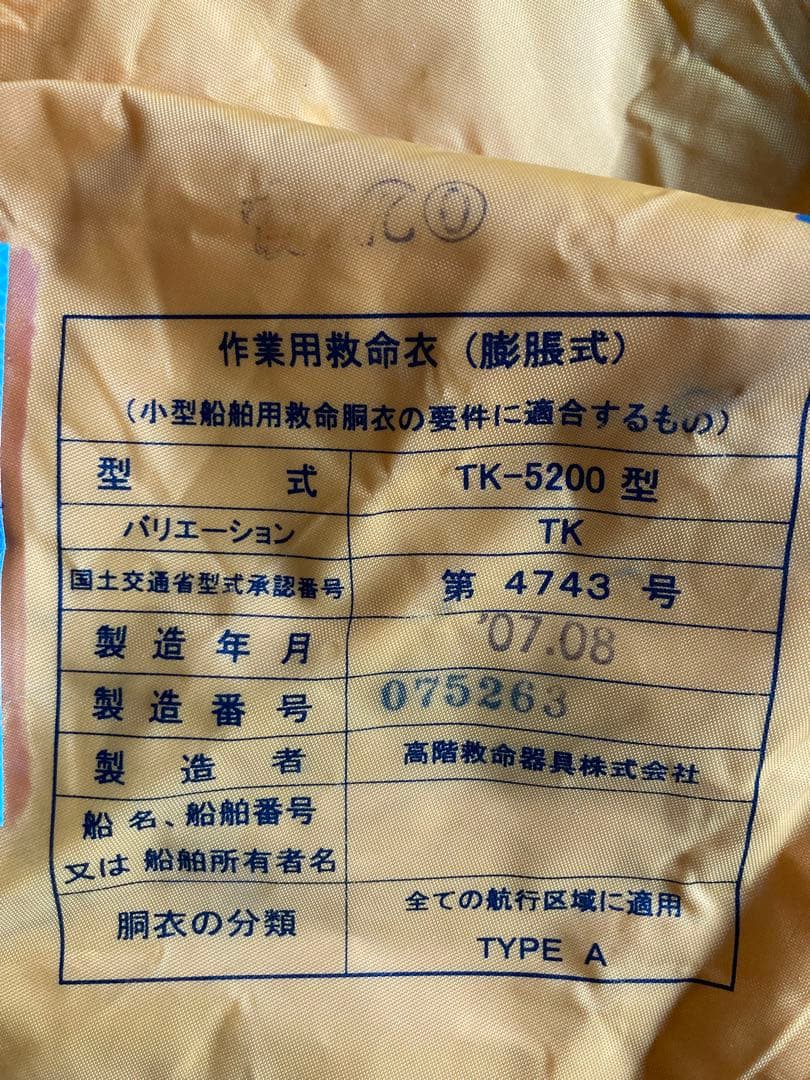 作業用救命衣（膨脹式）
（小型船舶用救命胴衣の要件に適合するもの）
型式 TK-5200 型
バリエーション TK
国土交通省型式承認番号 第 4743 号
製造年月 '07.08
製造番号 075263
製造者 高階救命器具株式会社
船名、船舶番号
又は船舶所有者名
胴衣の分類 全ての航行区域に適用
TYPE A